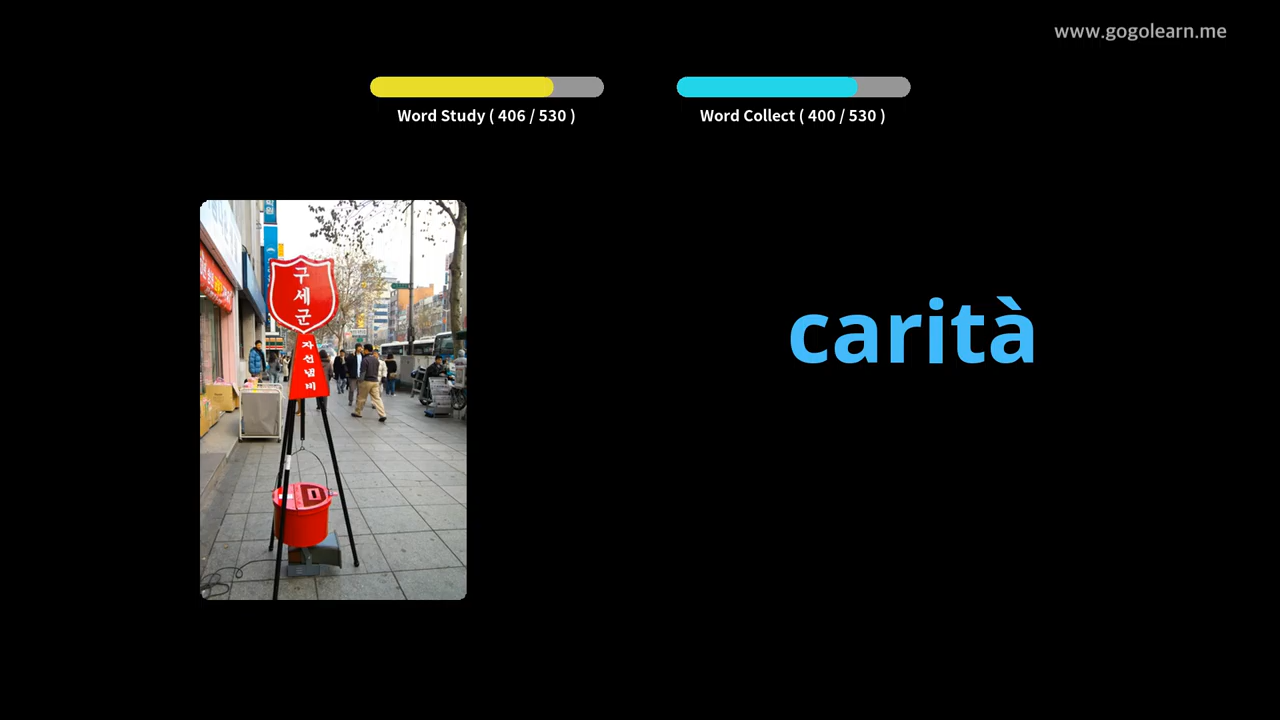 www.gogolearn.me
Word Study ( 406 / 530 )
Word Collect ( 400 / 530 )
구세군
자선냄비
carità